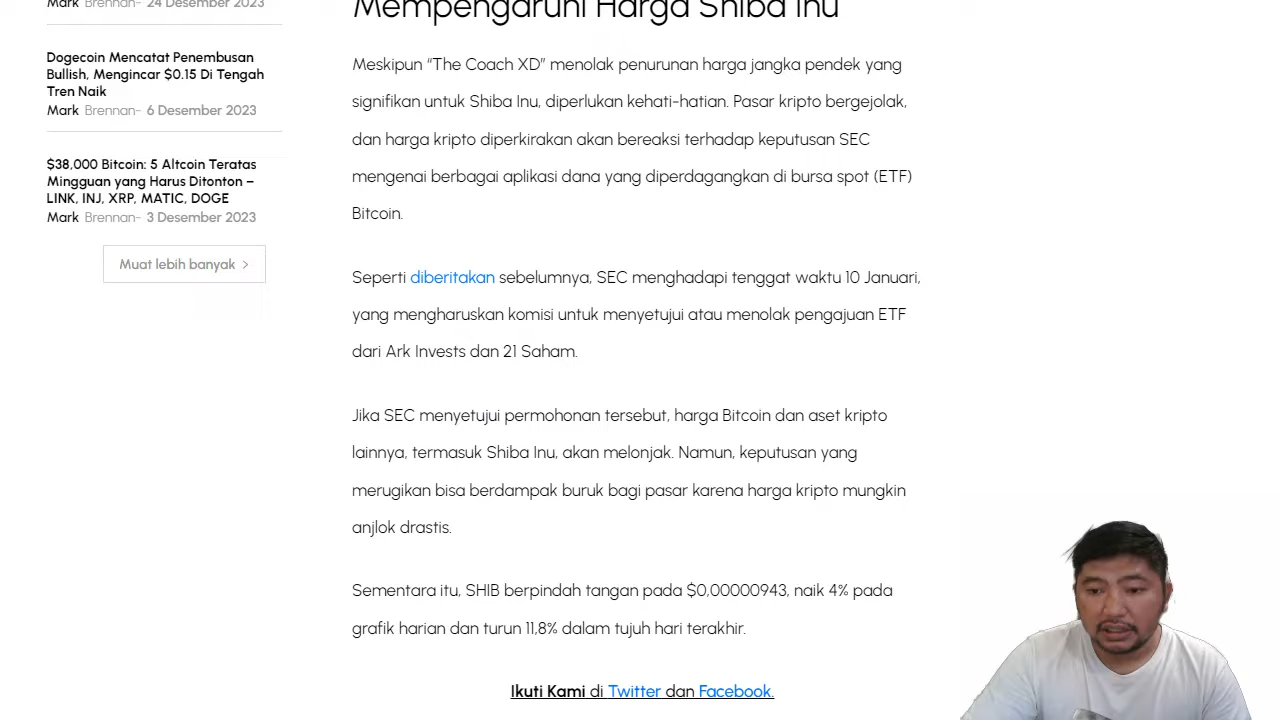 Mark Brennan- 24 Desember 2023
Dogecoin Mencatat Penembusan
Bullish, Mengincar $0.15 Di Tengah
Tren Naik
Mark Brennan- 6 Desember 2023
$38,000 Bitcoin: 5 Altcoin Teratas
Mingguan yang Harus Ditonton –
LINK, INJ, XRP, MATIC, DOGE
Mark Brennan- 3 Desember 2023
Muat lebih banyak >
Mempengaruhi Harga Shiba Inu
Meskipun “The Coach XD” menolak penurunan harga jangka pendek yang
signifikan untuk Shiba Inu, diperlukan kehati-hatian. Pasar kripto bergejolak,
dan harga kripto diperkirakan akan bereaksi terhadap keputusan SEC
mengenai berbagai aplikasi dana yang diperdagangkan di bursa spot (ETF)
Bitcoin.
Seperti diberitakan sebelumnya, SEC menghadapi tenggat waktu 10 Januari,
yang mengharuskan komisi untuk menyetujui atau menolak pengajuan ETF
dari Ark Invests dan 21 Saham.
Jika SEC menyetujui permohonan tersebut, harga Bitcoin dan aset kripto
lainnya, termasuk Shiba Inu, akan melonjak. Namun, keputusan yang
merugikan bisa berdampak buruk bagi pasar karena harga kripto mungkin
anjlok drastis.
Sementara itu, SHIB berpindah tangan pada $0,00000943, naik 4% pada
grafik harian dan turun 11,8% dalam tujuh hari terakhir.
Ikuti Kami di Twitter dan Facebook.